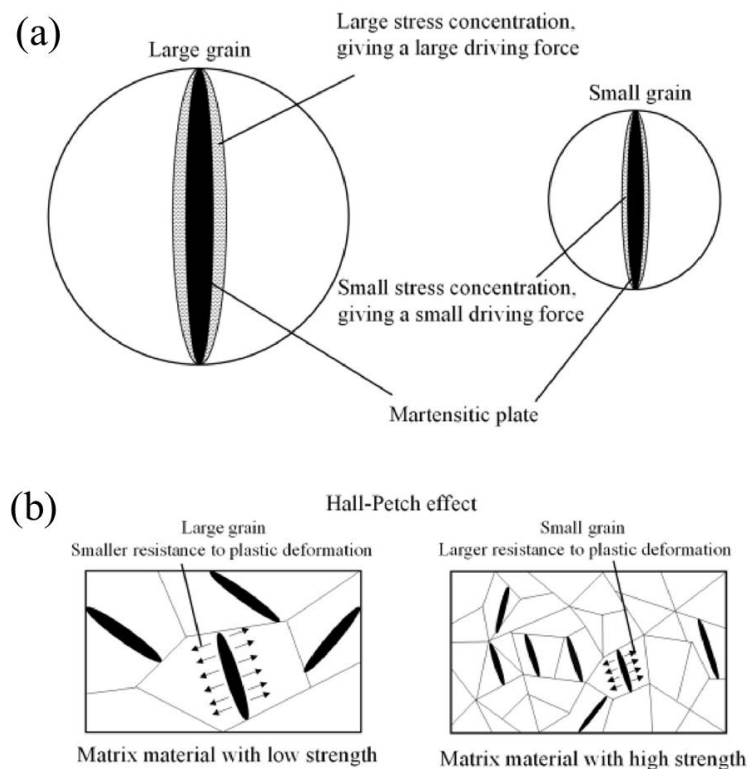 (a)
Large grain
Large stress concentration,
giving a large driving force
Small grain
Small stress concentration,
giving a small driving force
Martensitic plate
(b)
Hall-Petch effect
Large grain
Smaller resistance to plastic deformation
Small grain
Larger resistance to plastic deformation
Matrix material with low strength
Matrix material with high strength